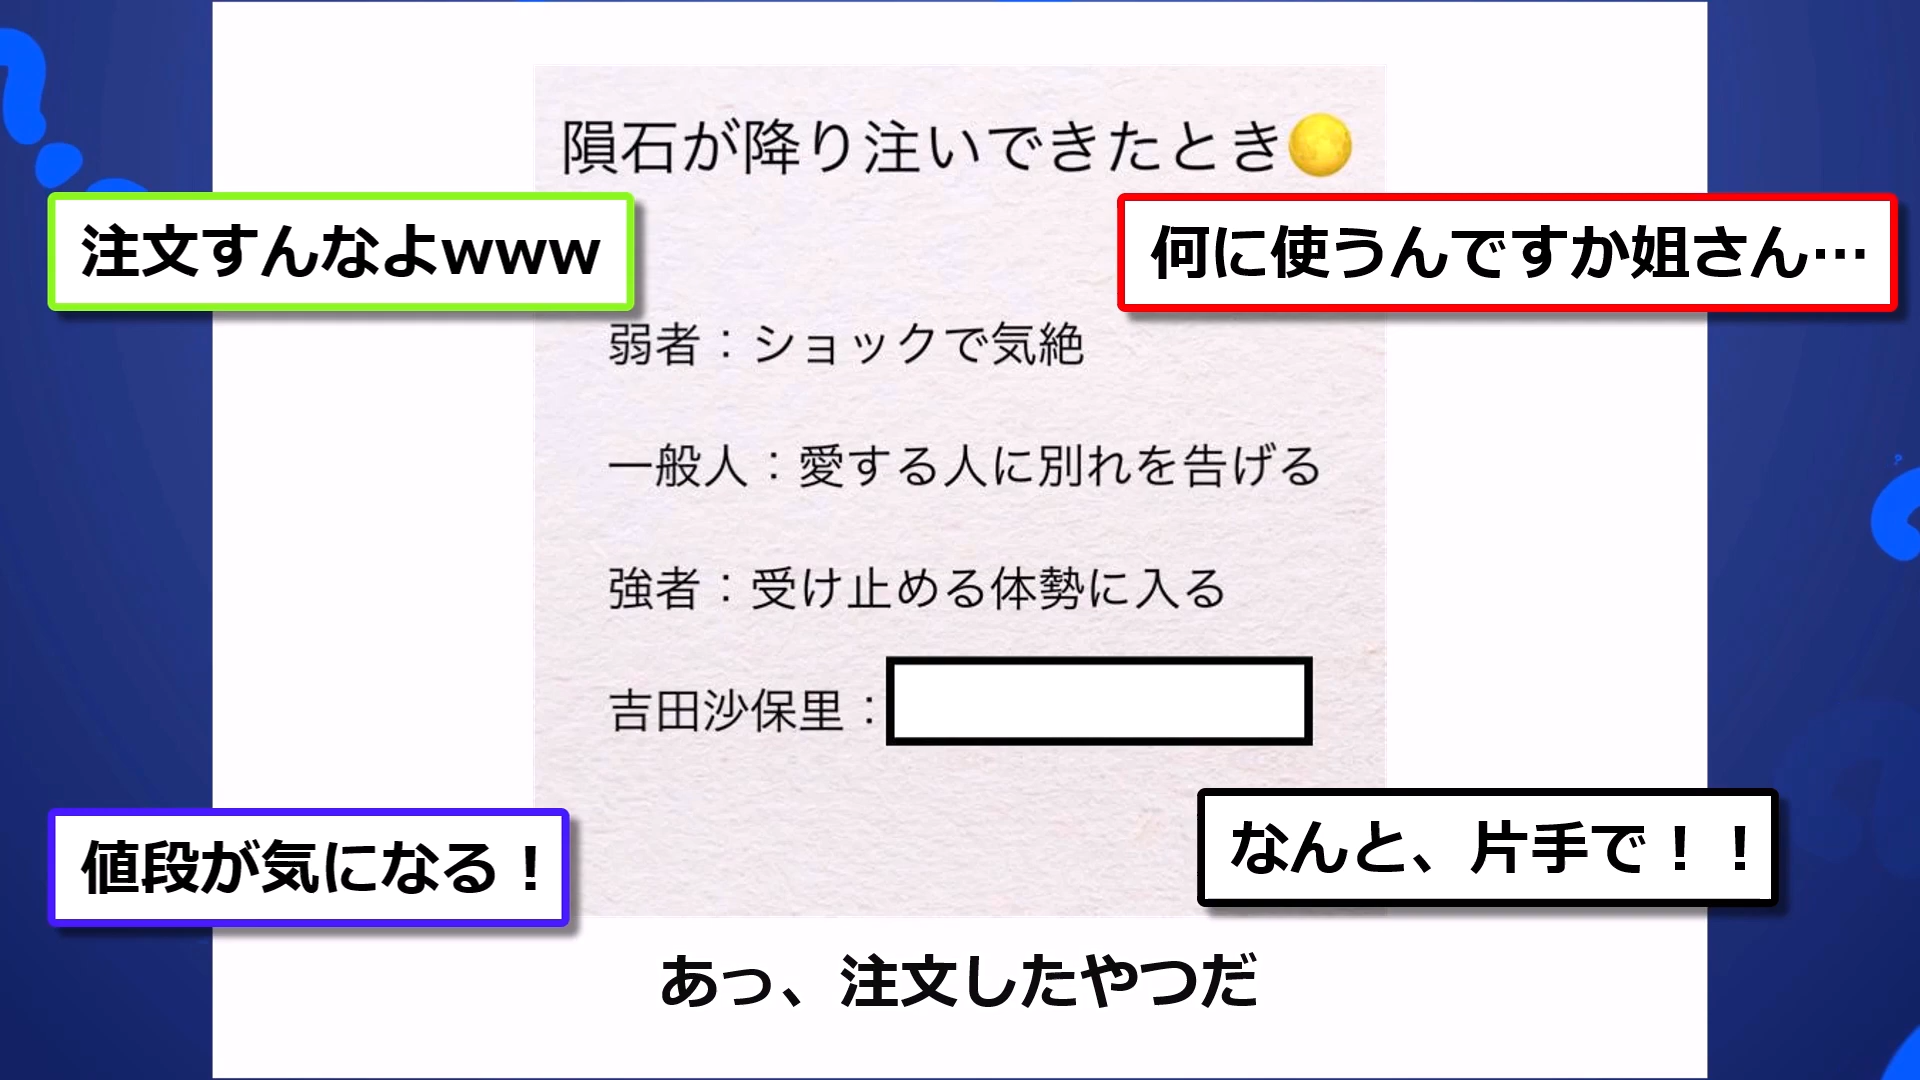 隕石が降り注いできたとき🌕
注文すんなよwww
何に使うんですか姐さん…
弱者：ショックで気絶
一般人：愛する人に別れを告げる
強者：受け止める体勢に入る
吉田沙保里：
値段が気になる！
なんと、片手で！！
あっ、注文したやつだ